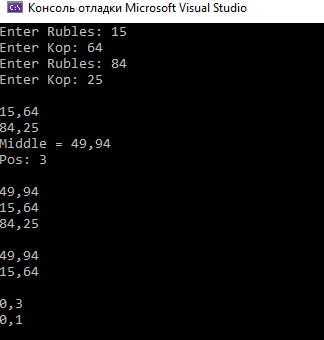 Консоль отладки Microsoft Visual Studio
Enter Rubles: 15
Enter Kop: 64
Enter Rubles: 84
Enter Kop: 25
15,64
84,25
Middle = 49,94
Pos: 3
49,94
15,64
84,25
49,94
15,64
0,3
0,1